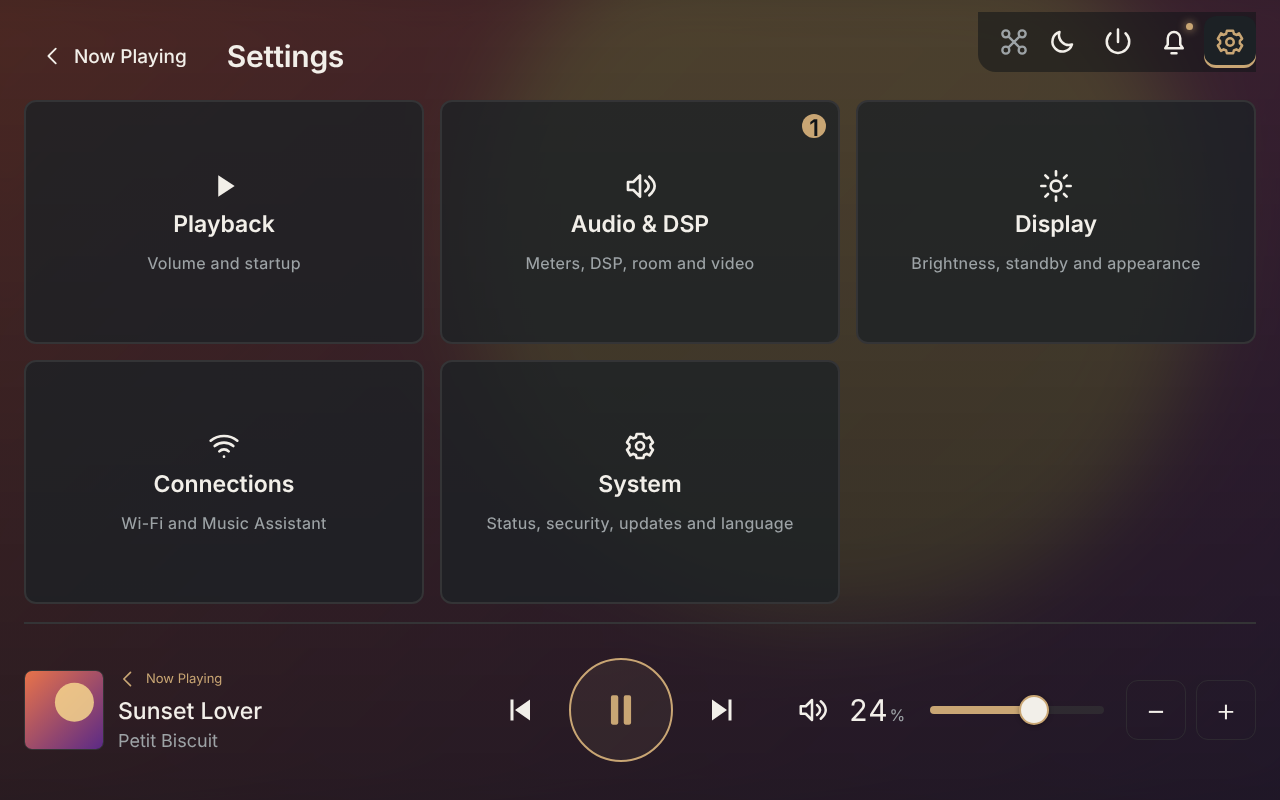 Now Playing
Settings
1
Playback
Volume and startup
Audio & DSP
Meters, DSP, room and video
Display
Brightness, standby and appearance
Connections
Wi-Fi and Music Assistant
System
Status, security, updates and language
Now Playing
Sunset Lover
Petit Biscuit
24%
− +